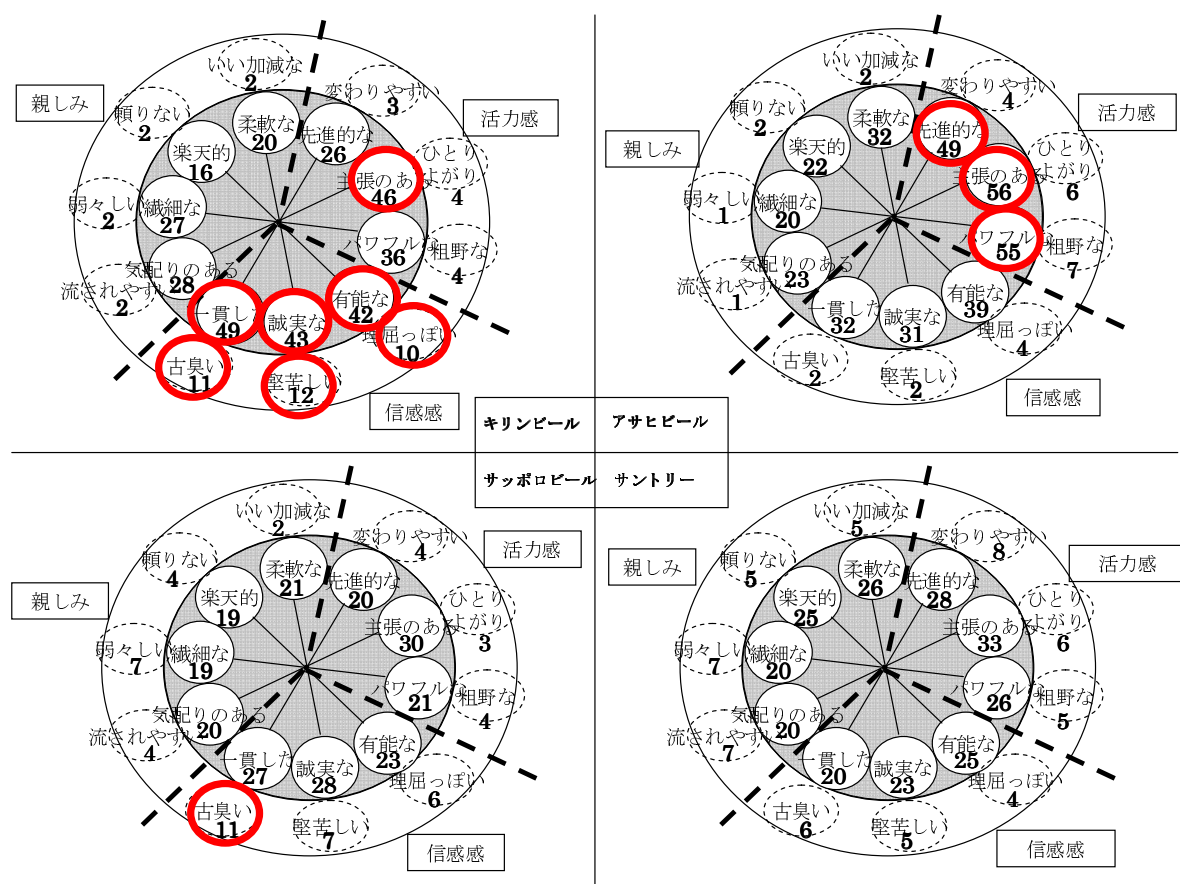 いい加減な
2
変わりやすい
3
親しみ
頼りない
2
柔軟な
20
先進的な
26
活力感
楽天的
16
主張のある
46
ひとり
よがり
4
弱々しい
2
繊細な
27
パワフルな
36
粗野な
4
気配りのある
28
流されやすい
2
一貫した
49
誠実な
43
有能な
42
理屈っぽい
10
古臭い
11
堅苦しい
12
信感感
いい加減な
2
変わりやすい
4
頼りない
2
柔軟な
32
先進的な
49
活力感
親しみ
楽天的
22
主張のある
56
ひとり
よがり
6
弱々しい
1
繊細な
20
パワフルな
55
粗野な
7
気配りのある
23
流されやすい
1
一貫した
32
誠実な
31
有能な
39
理屈っぽい
4
古臭い
2
堅苦しい
2
信感感
キリンビール
アサヒビール
サッポロビール
サントリー
いい加減な
2
変わりやすい
4
活力感
頼りない
4
柔軟な
21
先進的な
20
親しみ
楽天的
19
主張のある
30
ひとり
よがり
3
弱々しい
7
繊細な
19
パワフルな
21
粗野な
4
気配りのある
20
流されやすい
4
一貫した
27
誠実な
28
有能な
23
理屈っぽい
6
古臭い
11
堅苦しい
7
信感感
いい加減な
5
変わりやすい
8
活力感
親しみ
頼りない
5
柔軟な
26
先進的な
28
楽天的
25
主張のある
33
ひとり
よがり
6
弱々しい
7
繊細な
20
パワフルな
26
粗野な
5
気配りのある
20
流されやすい
7
一貫した
20
誠実な
23
有能な
25
理屈っぽい
4
古臭い
6
堅苦しい
5
信感感